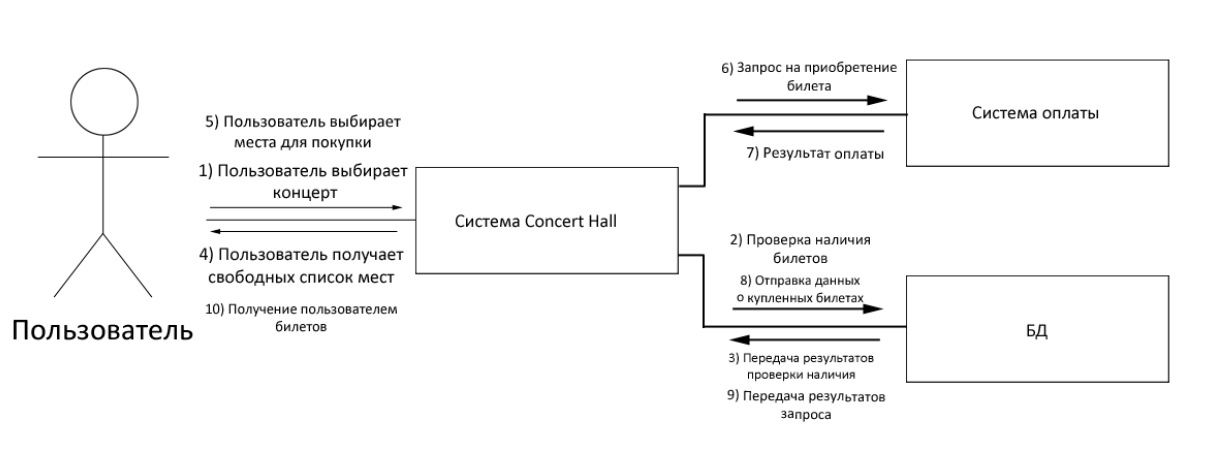 5) Пользователь выбирает
места для покупки
1) Пользователь выбирает
концерт
4) Пользователь получает
свободных список мест
10) Получение пользователем
билетов
Пользователь
Система Concert Hall
6) Запрос на приобретение
билета
7) Результат оплаты
Система оплаты
2) Проверка наличия
билетов
8) Отправка данных
о купленных билетах
3) Передача результатов
проверки наличия
9) Передача результатов
запроса
БД